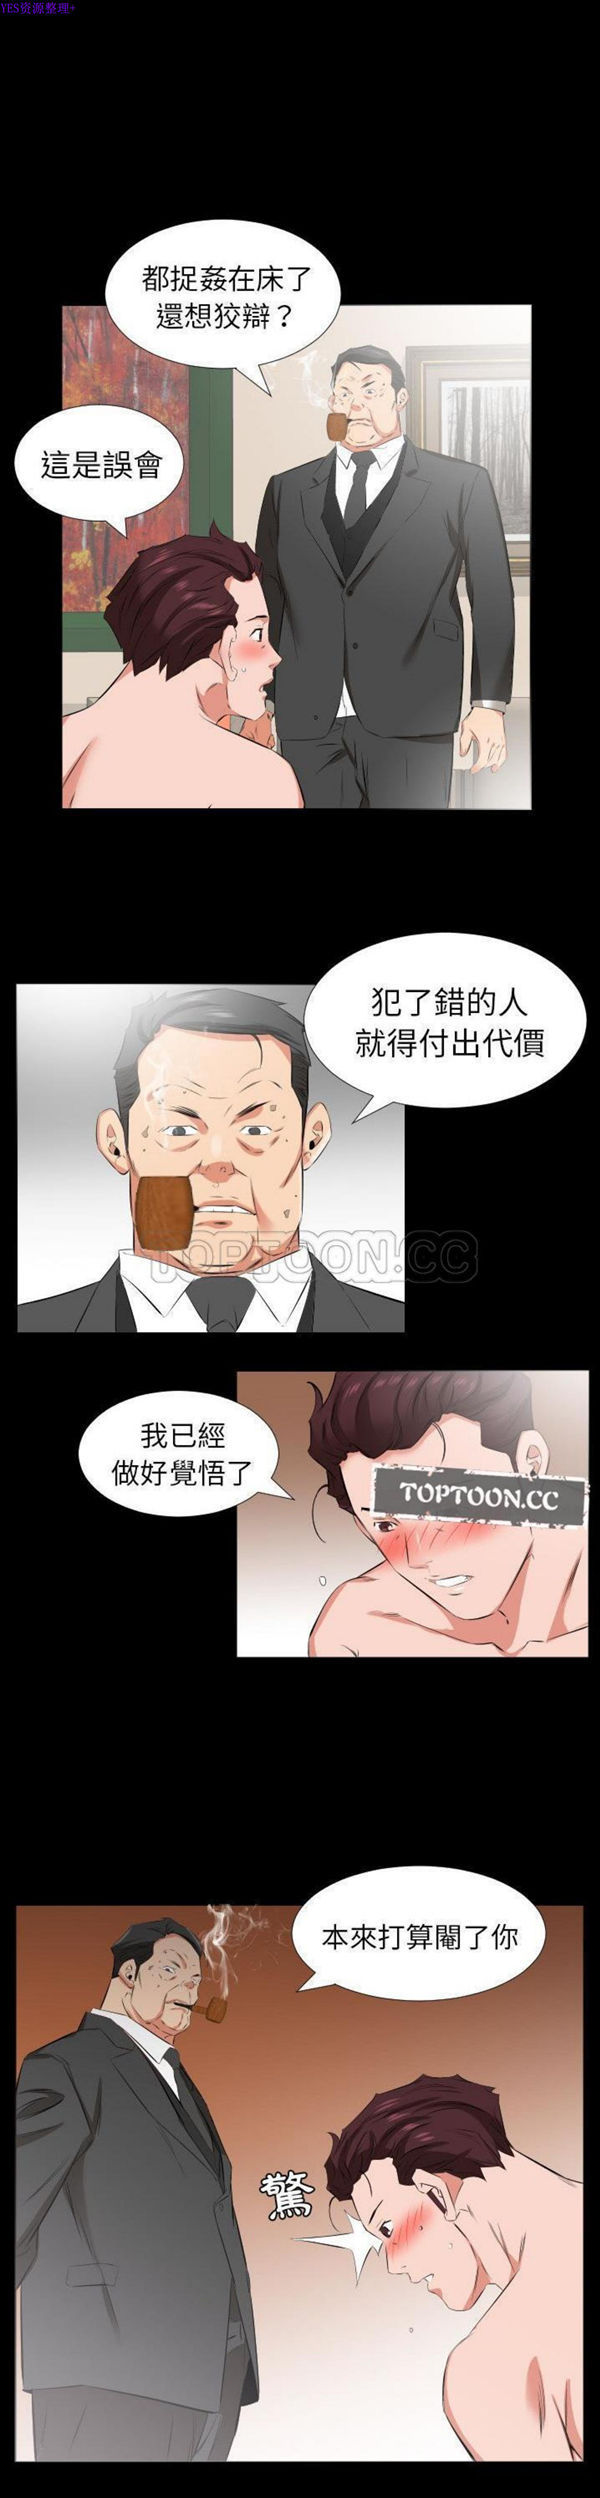 YES资源整理+
都捉姦在床了
還想狡辯？
這是誤會
犯了錯的人
就得付出代價
TOPTOON.CC
我已經
做好覺悟了
TOPTOON.CC
本來打算閹了你
驚